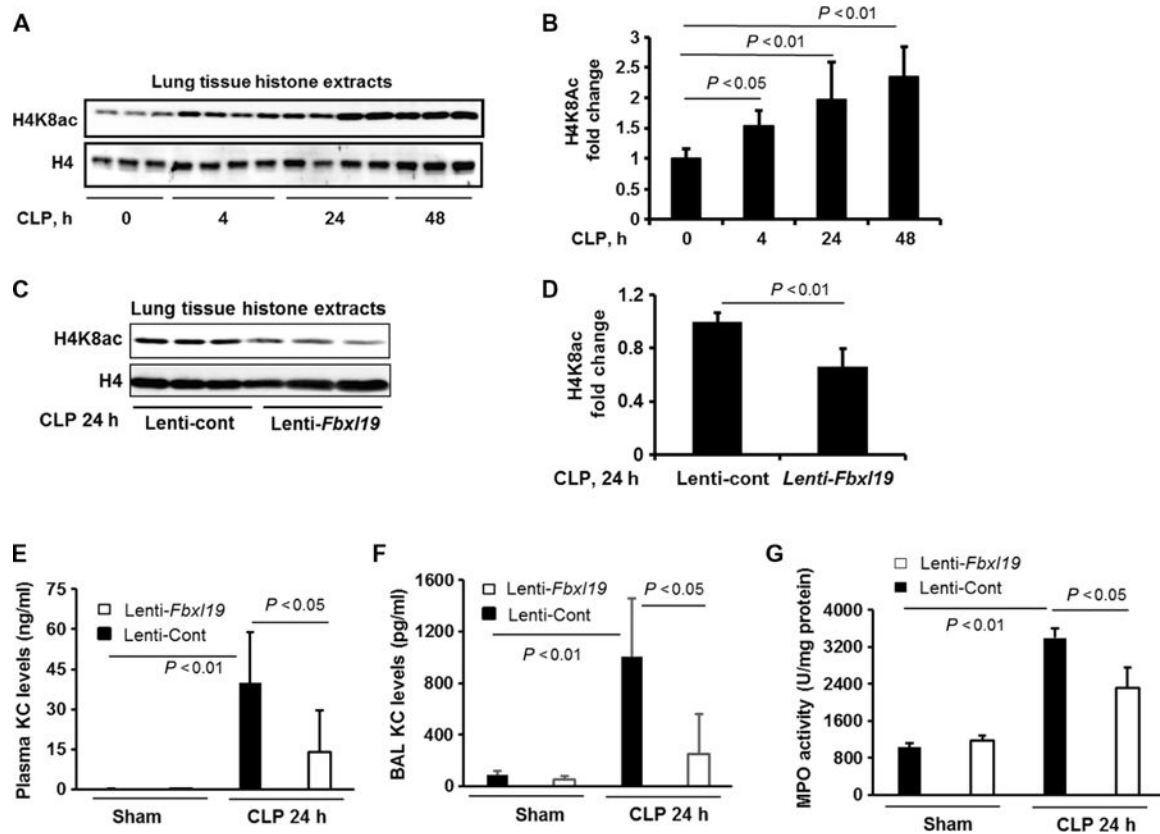 A
Lung tissue histone extracts
H4K8ac
H4
CLP, h 0 4 24 48
B
P < 0.01
P < 0.01
P < 0.05
H4K8Ac
fold change
3
2.5
2
1.5
1
0.5
0
CLP, h 0 4 24 48
C
Lung tissue histone extracts
H4K8ac
H4
CLP 24 h Lenti-cont Lenti-Fbxl19
D
P < 0.01
H4K8ac
fold change
1.2
0.8
0.4
0
CLP, 24 h Lenti-cont Lenti-Fbxl19
E
Plasma KC levels (ng/ml)
75
60
45
30
15
0
Lenti-Fbxl19
Lenti-Cont
P < 0.05
P < 0.01
Sham CLP 24 h
F
BAL KC levels (pg/ml)
1600
1200
800
400
0
Lenti-Fbxl19
Lenti-Cont
P < 0.05
P < 0.01
Sham CLP 24 h
G
MPO activity (U/mg protein)
4000
3200
2400
1600
800
0
Lenti-Fbxl19
Lenti-Cont
P < 0.05
P < 0.01
Sham CLP 24 h